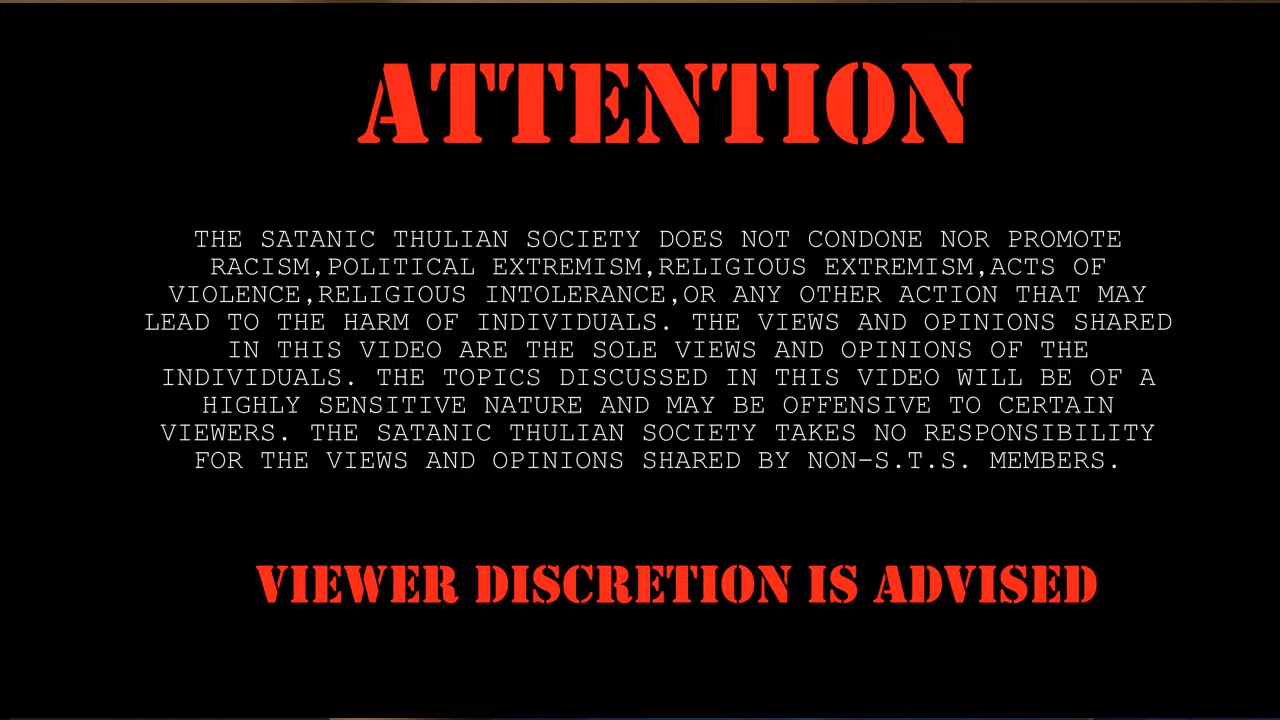 ATTENTION
THE SATANIC THULIAN SOCIETY DOES NOT CONDONE NOR PROMOTE
RACISM,POLITICAL EXTREMISM,RELIGIOUS EXTREMISM,ACTS OF
VIOLENCE,RELIGIOUS INTOLERANCE,OR ANY OTHER ACTION THAT MAY
LEAD TO THE HARM OF INDIVIDUALS. THE VIEWS AND OPINIONS SHARED
IN THIS VIDEO ARE THE SOLE VIEWS AND OPINIONS OF THE
INDIVIDUALS. THE TOPICS DISCUSSED IN THIS VIDEO WILL BE OF A
HIGHLY SENSITIVE NATURE AND MAY BE OFFENSIVE TO CERTAIN
VIEWERS. THE SATANIC THULIAN SOCIETY TAKES NO RESPONSIBILITY
FOR THE VIEWS AND OPINIONS SHARED BY NON-S.T.S. MEMBERS.
VIEWER DISCRETION IS ADVISED